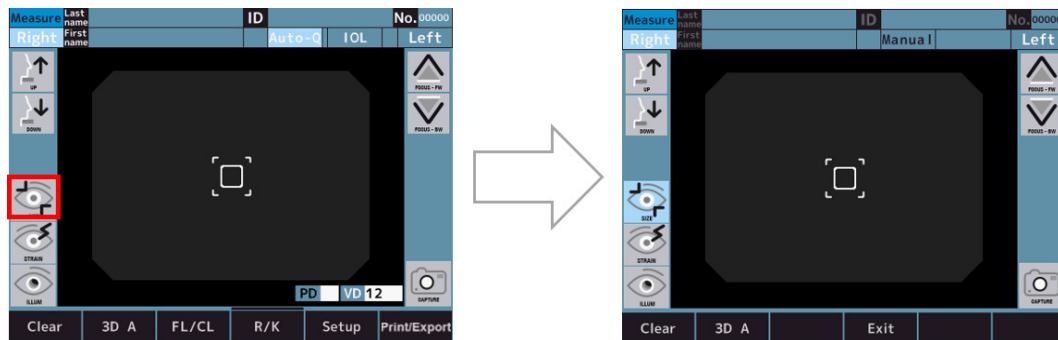 Measure Last name ID No. 00000
Right First name Auto-Q IOL Left
UP
DOWN
FOCUS - FW
FOCUS - BW
STRAIN
ILLUM
CAPTURE
PD VD 12
Clear 3D A FL/CL R/K Setup Print/Export
Measure Last name ID No. 00000
Right First name Manual Left
UP
DOWN
FOCUS - FW
FOCUS - BW
SIZE
STRAIN
ILLUM
CAPTURE
Clear 3D A Exit